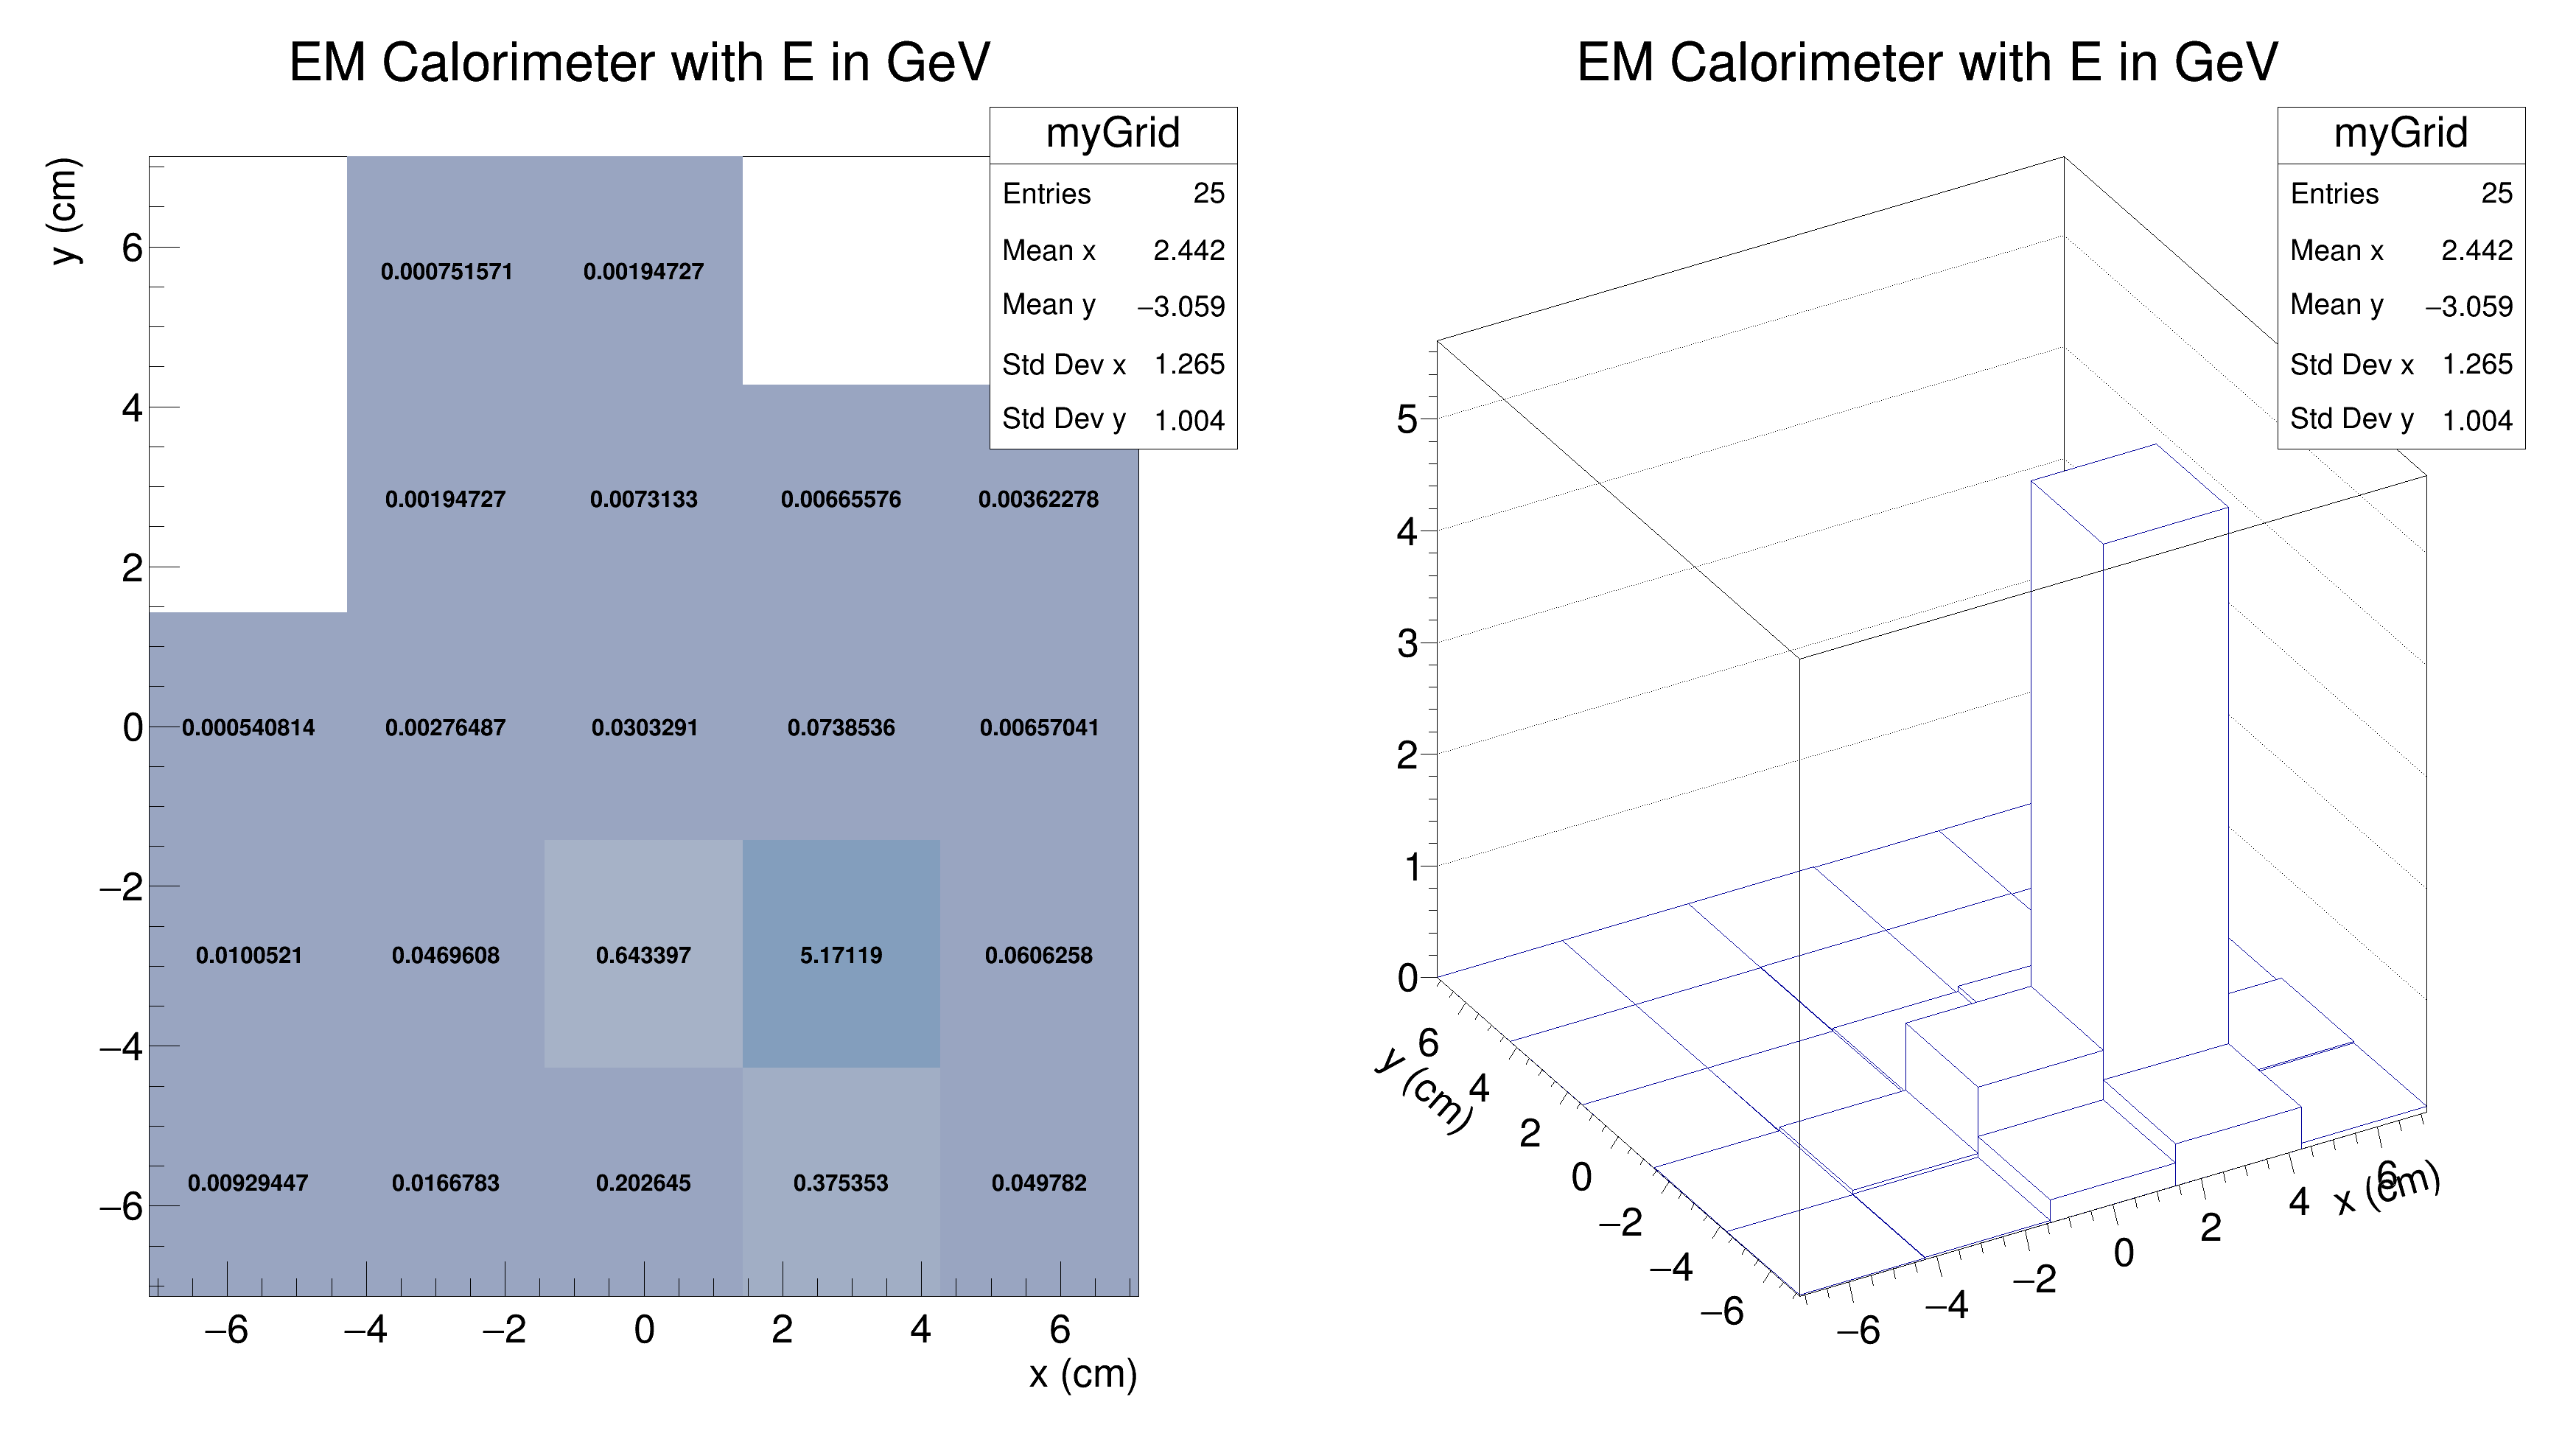 EM Calorimeter with E in GeV
myGrid
Entries 25
Mean x 2.442
Mean y −3.059
Std Dev x 1.265
Std Dev y 1.004
y (cm)
6
4
2
0
−2
−4
−6
0.000751571 0.00194727
0.00194727 0.0073133 0.00665576 0.00362278
0.000540814 0.00276487 0.0303291 0.0738536 0.00657041
0.0100521 0.0469608 0.643397 5.17119 0.0606258
0.00929447 0.0166783 0.202645 0.375353 0.049782
−6 −4 −2 0 2 4 6
x (cm)
EM Calorimeter with E in GeV
myGrid
Entries 25
Mean x 2.442
Mean y −3.059
Std Dev x 1.265
Std Dev y 1.004
5
4
3
2
1
0
6
4
2
0
−2
−4
−6
y (cm)
−6
−4
−2
0
2
4
6
x (cm)